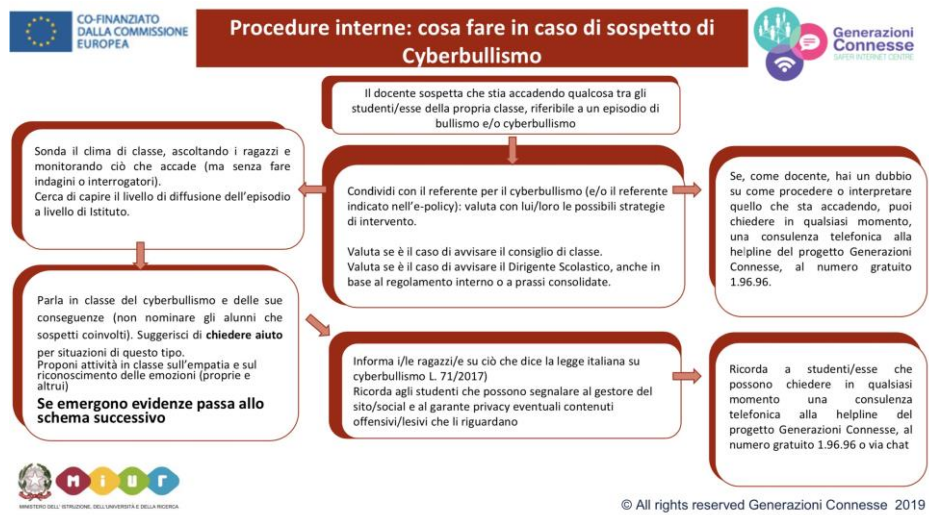 CO-FINANZIATO
DALLA COMMISSIONE
EUROPEA
Procedure interne: cosa fare in caso di sospetto di
Cyberbullismo
Generazioni
Connesse
SAFER INTERNET CENTRE
Il docente sospetta che stia accadendo qualcosa tra gli
studenti/esse della propria classe, riferibile a un episodio di
bullismo e/o cyberbullismo
Sonda il clima di classe, ascoltando i ragazzi e
monitorando ciò che accade (ma senza fare
indagini o interrogatori).
Cerca di capire il livello di diffusione dell'episodio
a livello di Istituto.
Condividi con il referente per il cyberbullismo (e/o il referente
indicato nell'e-policy): valuta con lui/loro le possibili strategie
di intervento.
Valuta se è il caso di avvisare il consiglio di classe.
Valuta se è il caso di avvisare il Dirigente Scolastico, anche in
base al regolamento interno o a prassi consolidate.
Se, come docente, hai un dubbio
su come procedere o interpretare
quello che sta accadendo, puoi
chiedere in qualsiasi momento,
una consulenza telefonica alla
helpline del progetto Generazioni
Connesse, al numero gratuito
1.96.96.
Parla in classe del cyberbullismo e delle sue
conseguenze (non nominare gli alunni che
sospetti coinvolti). Suggerisci di chiedere aiuto
per situazioni di questo tipo.
Proponi attività in classe sull'empatia e sul
riconoscimento delle emozioni (proprie e
altrui)
Se emergono evidenze passa allo
schema successivo
Informa i/le ragazzi/e su ciò che dice la legge italiana su
cyberbullismo L. 71/2017)
Ricorda agli studenti che possono segnalare al gestore del
sito/social e al garante privacy eventuali contenuti
offensivi/lesivi che li riguardano
Ricorda a studenti/esse che
possono chiedere in qualsiasi
momento una consulenza
telefonica alla helpline del
progetto Generazioni Connesse, al
numero gratuito 1.96.96 o via chat
miur
MINISTERO DELL'ISTRUZIONE, DELL'UNIVERSITÀ E DELLA RICERCA
© All rights reserved Generazioni Connesse 2019